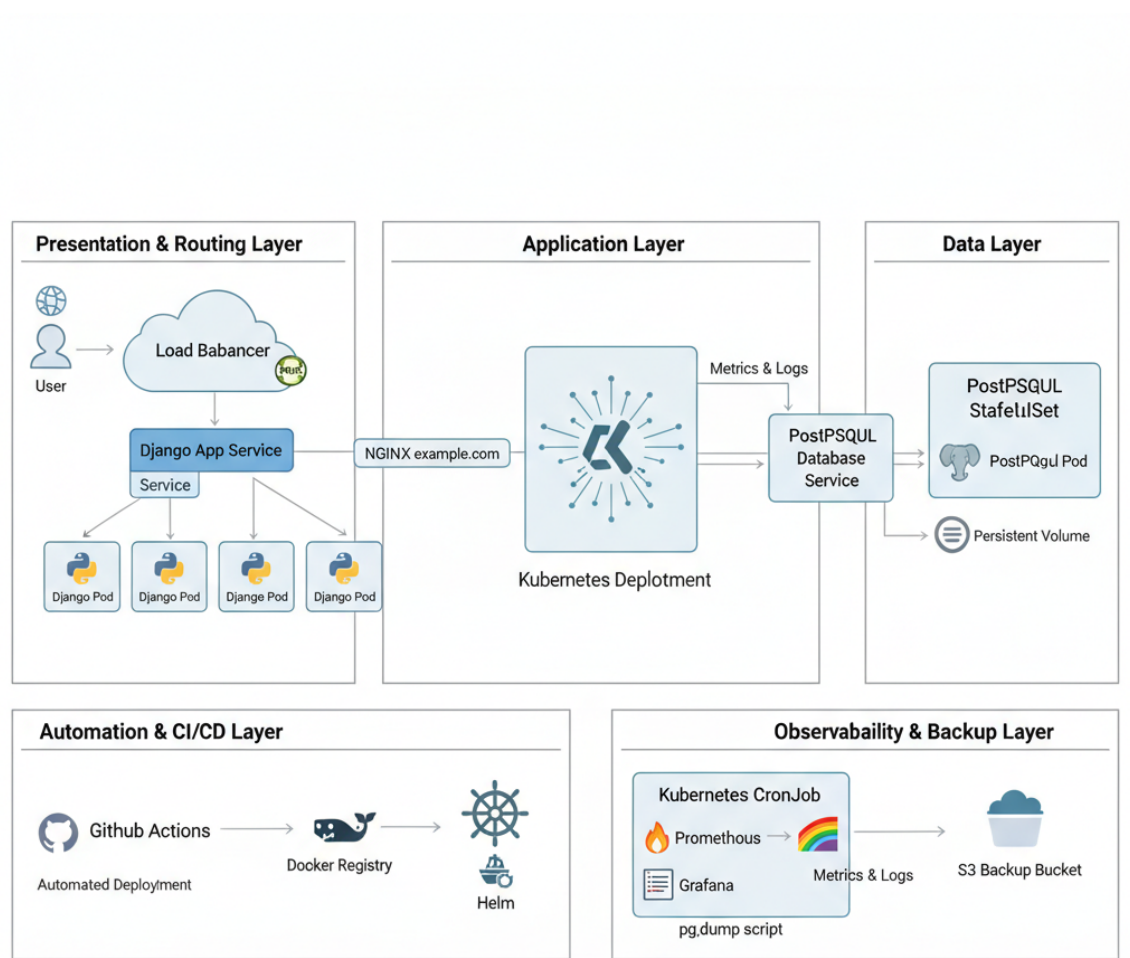 Presentation & Routing Layer
User
Load Babancer
Django App Service
Service
Django Pod
Django Pod
Djange Pod
Django Pod
NGINX example.com
Application Layer
Kubernetes Deplotment
Metrics & Logs
PostPSQUL
Database
Service
Data Layer
PostPSQUL
StafelJSet
PostPQgul Pod
Persistent Volume
Automation & CI/CD Layer
Github Actions
Automated Deployment
Docker Registry
Helm
Observabaility & Backup Layer
Kubernetes CronJob
Promethous
Grafana
Metrics & Logs
pg,dump script
S3 Backup Bucket